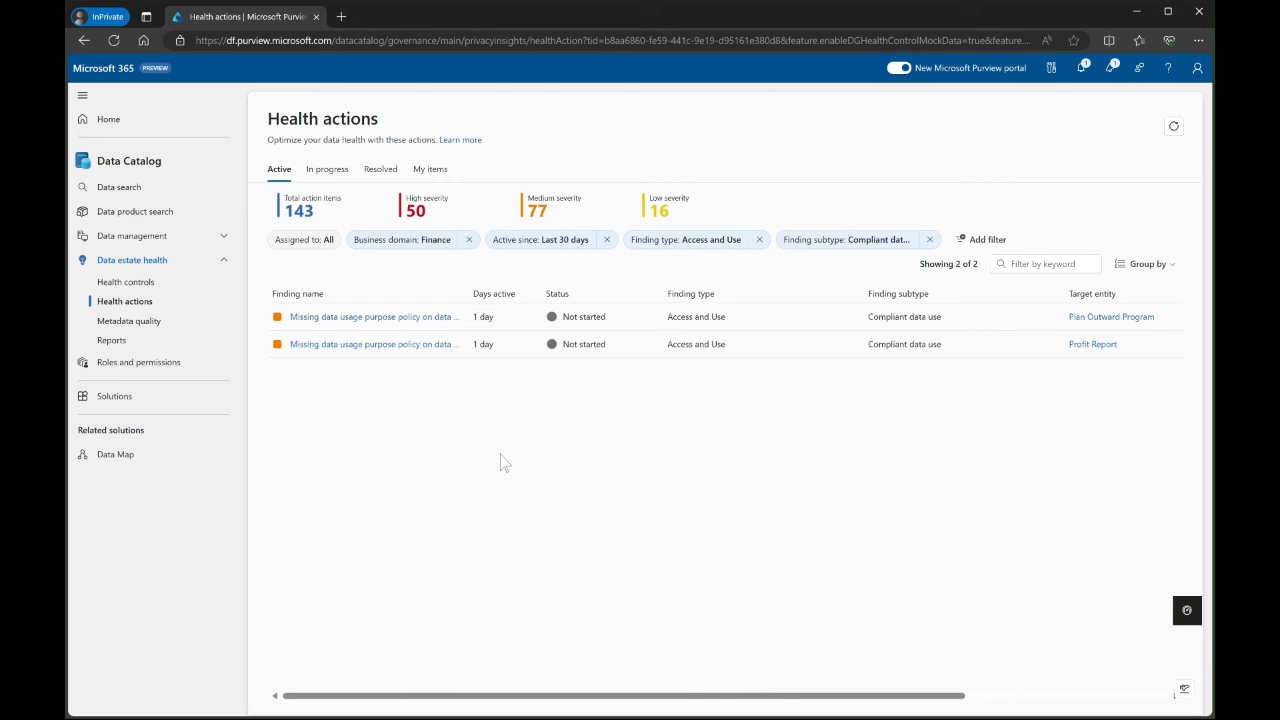 InPrivate
Health actions | Microsoft Purvie
https://df.purview.microsoft.com/datacatalog/governance/main/privacyinsights/healthAction?tid=b8aa6860-fe59-441c-9e19-d95161e380d8&feature.enableDGHealthControlMockData=true&feature....
Microsoft 365 PREVIEW
New Microsoft Purview portal
1
1
Home
Data Catalog
Data search
Data product search
Data management
Data estate health
Health controls
Health actions
Metadata quality
Reports
Roles and permissions
Solutions
Related solutions
Data Map
Health actions
Optimize your data health with these actions. Learn more
Active In progress Resolved My items
Total action items High severity Medium severity Low severity
143 50 77 16
Assigned to: All Business domain: Finance Active since: Last 30 days Finding type: Access and Use Finding subtype: Compliant dat... Add filter
Showing 2 of 2 Filter by keyword Group by
Finding name Days active Status Finding type Finding subtype Target entity
Missing data usage purpose policy on data ... 1 day Not started Access and Use Compliant data use Plan Outward Program
Missing data usage purpose policy on data ... 1 day Not started Access and Use Compliant data use Profit Report